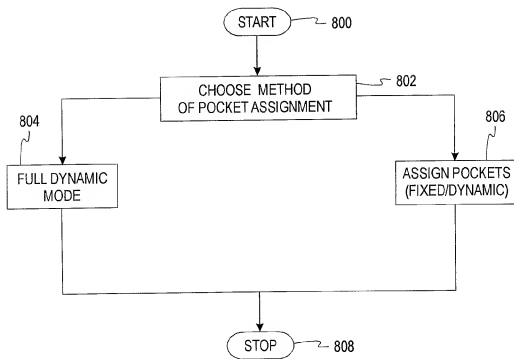 START
800
CHOOSE METHOD
OF POCKET ASSIGNMENT
802
804
806
FULL DYNAMIC
MODE
ASSIGN POCKETS
(FIXED/DYNAMIC)
STOP
808